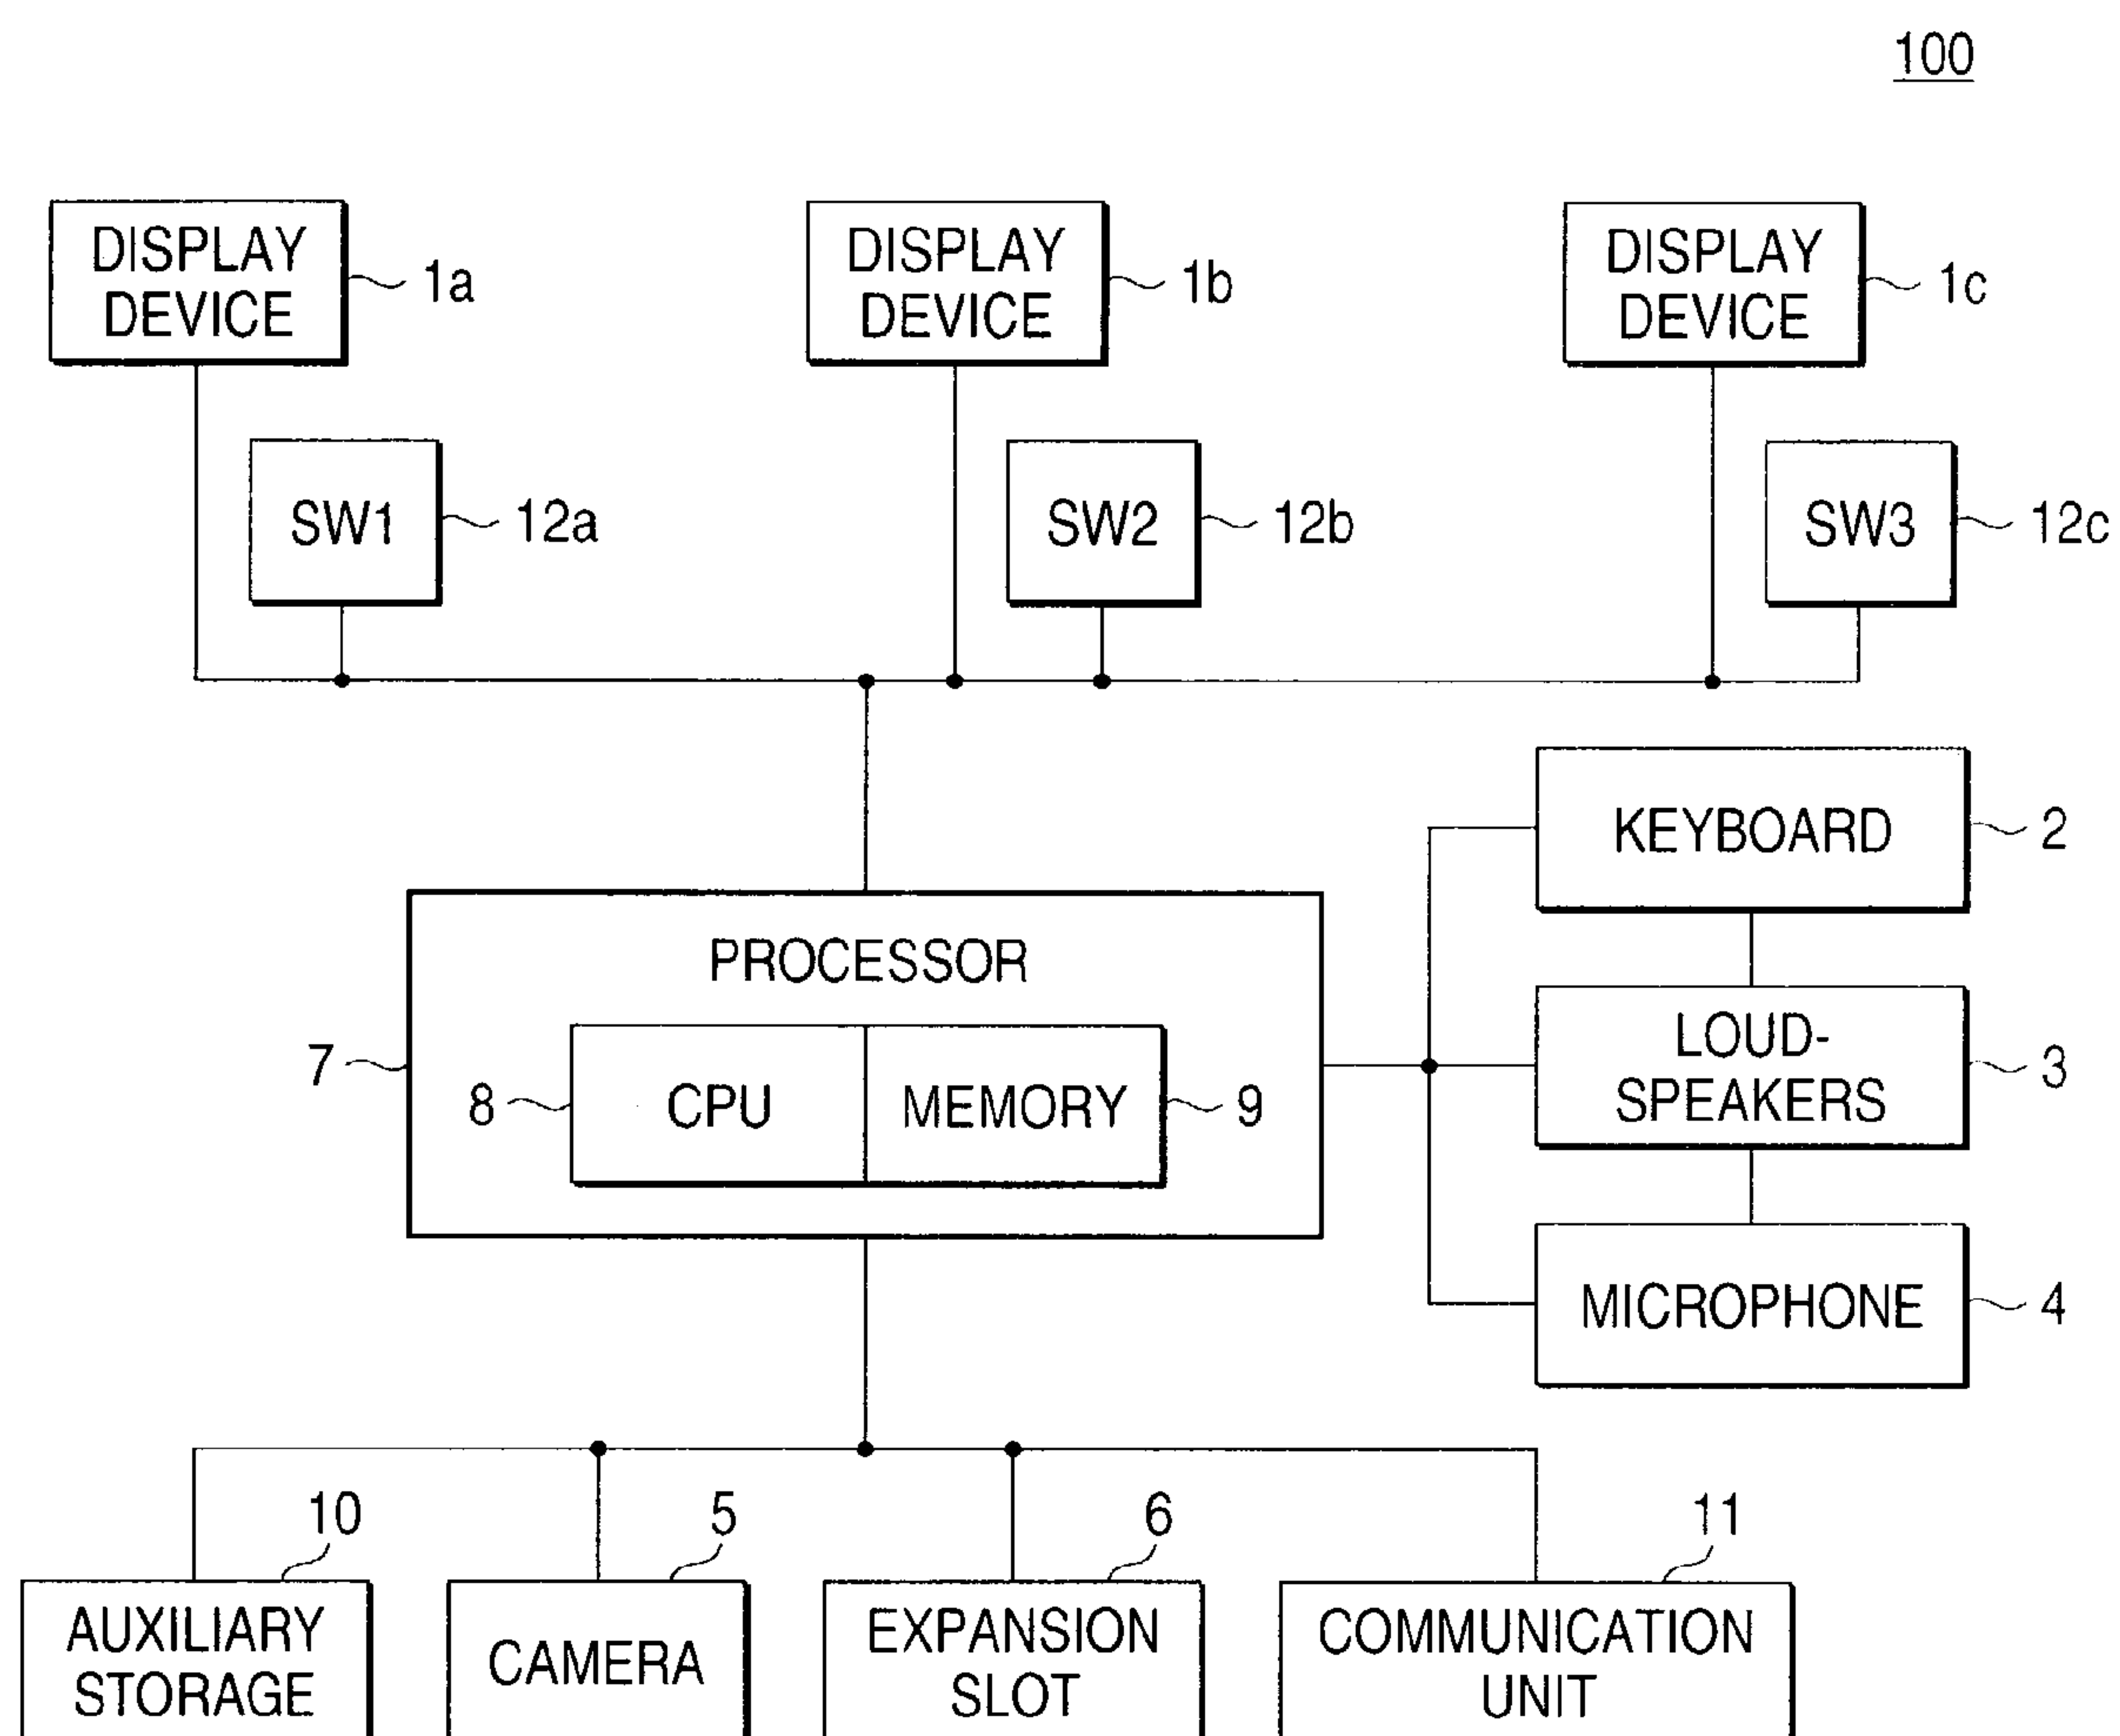 100
DISPLAY
DEVICE
1a
DISPLAY
DEVICE
1b
DISPLAY
DEVICE
1c
SW1
12a
SW2
12b
SW3
12c
KEYBOARD
2
PROCESSOR
LOUD-
SPEAKERS
3
7
8
CPU
MEMORY
9
MICROPHONE
4
10
5
6
11
AUXILIARY
STORAGE
CAMERA
EXPANSION
SLOT
COMMUNICATION
UNIT